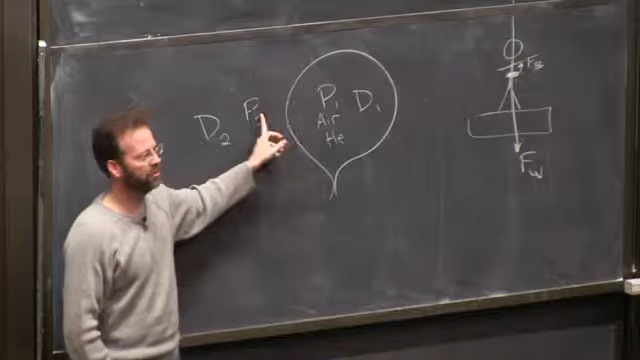 D₂ P₂
P₁ D₁
Air
He
F_B
F_W